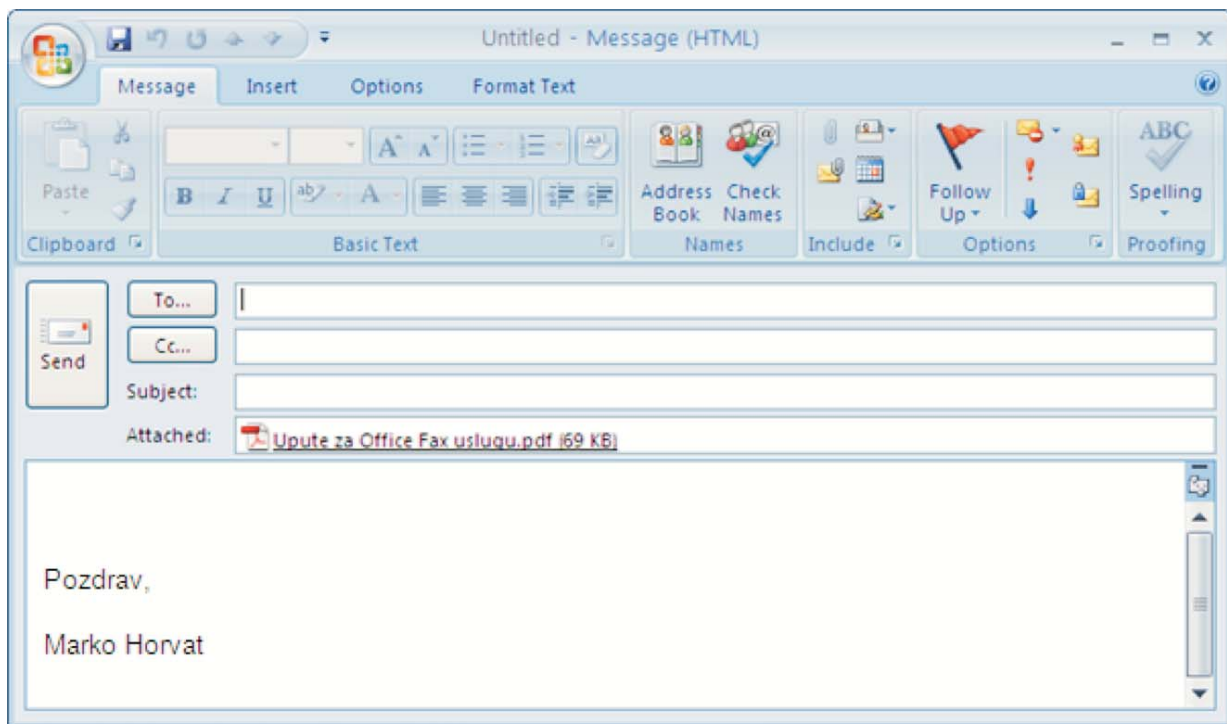 Untitled - Message (HTML)
Message Insert Options Format Text
Paste
Clipboard
A A ab
B I U ab A
Basic Text
Address Book
Check Names
Names
Include
Follow Up
Options
ABC
Spelling
Proofing
Send
To...
Cc...
Subject:
Attached: Upute za Office Fax uslugu.pdf (69 KB)
Pozdrav,
Marko Horvat